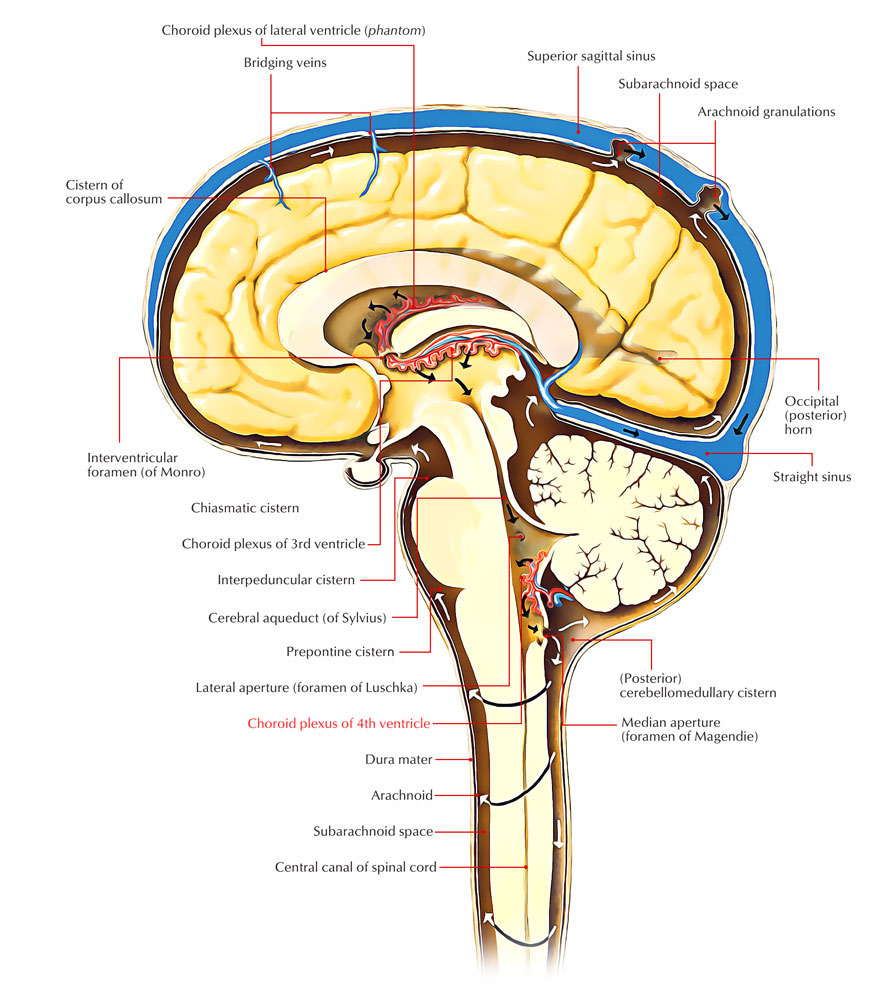 Choroid plexus of lateral ventricle (phantom)
Bridging veins
Superior sagittal sinus
Subarachnoid space
Arachnoid granulations
Cistern of
corpus callosum
Interventricular
foramen (of Monro)
Occipital
(posterior)
horn
Straight sinus
Chiasmatic cistern
Choroid plexus of 3rd ventricle
Interpeduncular cistern
Cerebral aqueduct (of Sylvius)
Prepontine cistern
Lateral aperture (foramen of Luschka)
Choroid plexus of 4th ventricle
(Posterior)
cerebellomedullary cistern
Median aperture
(foramen of Magendie)
Dura mater
Arachnoid
Subarachnoid space
Central canal of spinal cord